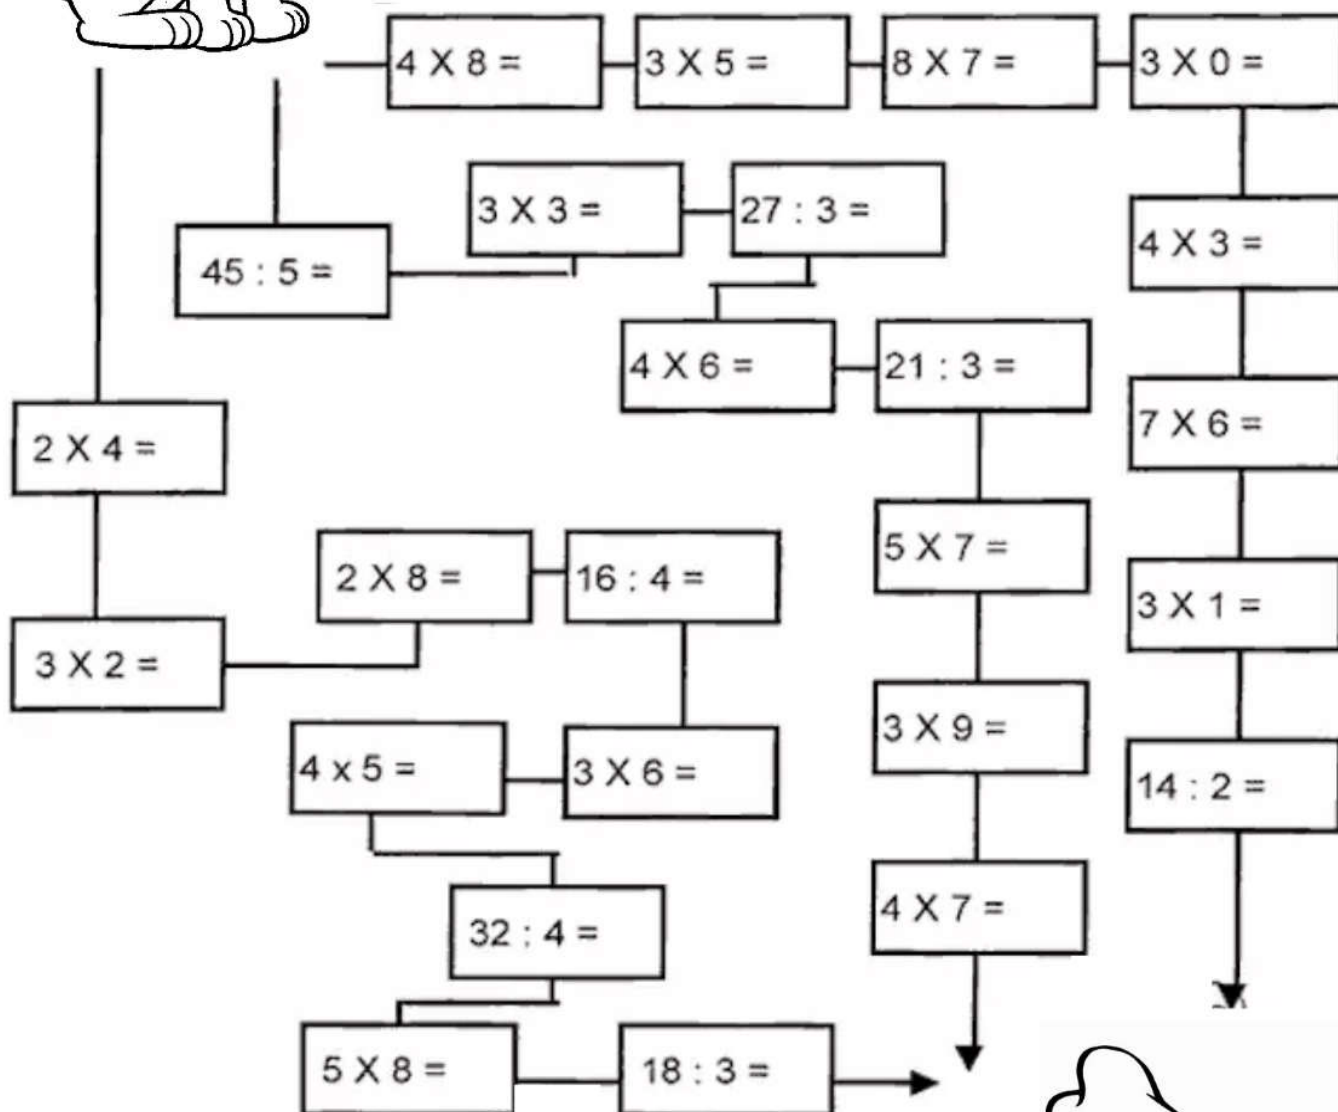 4 X 8 =
3 X 5 =
8 X 7 =
3 X 0 =
3 X 3 =
27 : 3 =
45 : 5 =
4 X 3 =
4 X 6 =
21 : 3 =
2 X 4 =
7 X 6 =
5 X 7 =
2 X 8 =
16 : 4 =
3 X 1 =
3 X 2 =
3 X 9 =
4 x 5 =
3 X 6 =
14 : 2 =
4 X 7 =
32 : 4 =
5 X 8 =
18 : 3 =